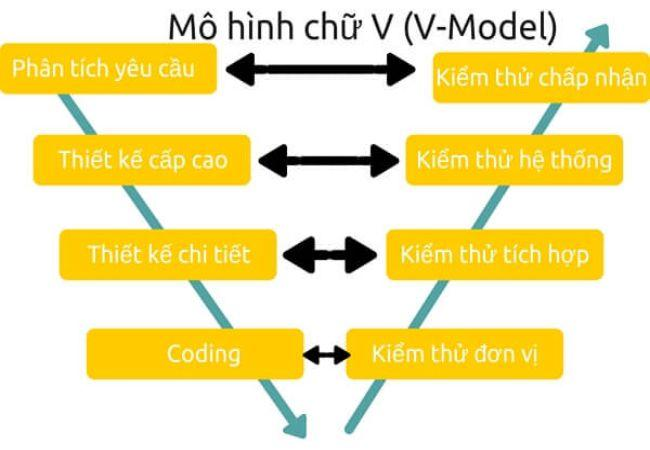 Mô hình chữ V (V-Model)
Phân tích yêu cầu
Kiểm thử chấp nhận
Thiết kế cấp cao
Kiểm thử hệ thống
Thiết kế chi tiết
Kiểm thử tích hợp
Coding
Kiểm thử đơn vị